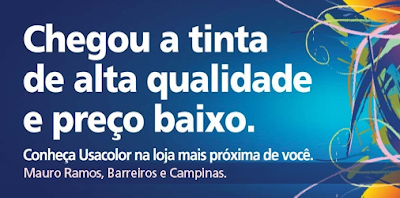 Chegou a tinta
de alta qualidade
e preço baixo.
Conheça Usacolor na loja mais próxima de você.
Mauro Ramos, Barreiros e Campinas.